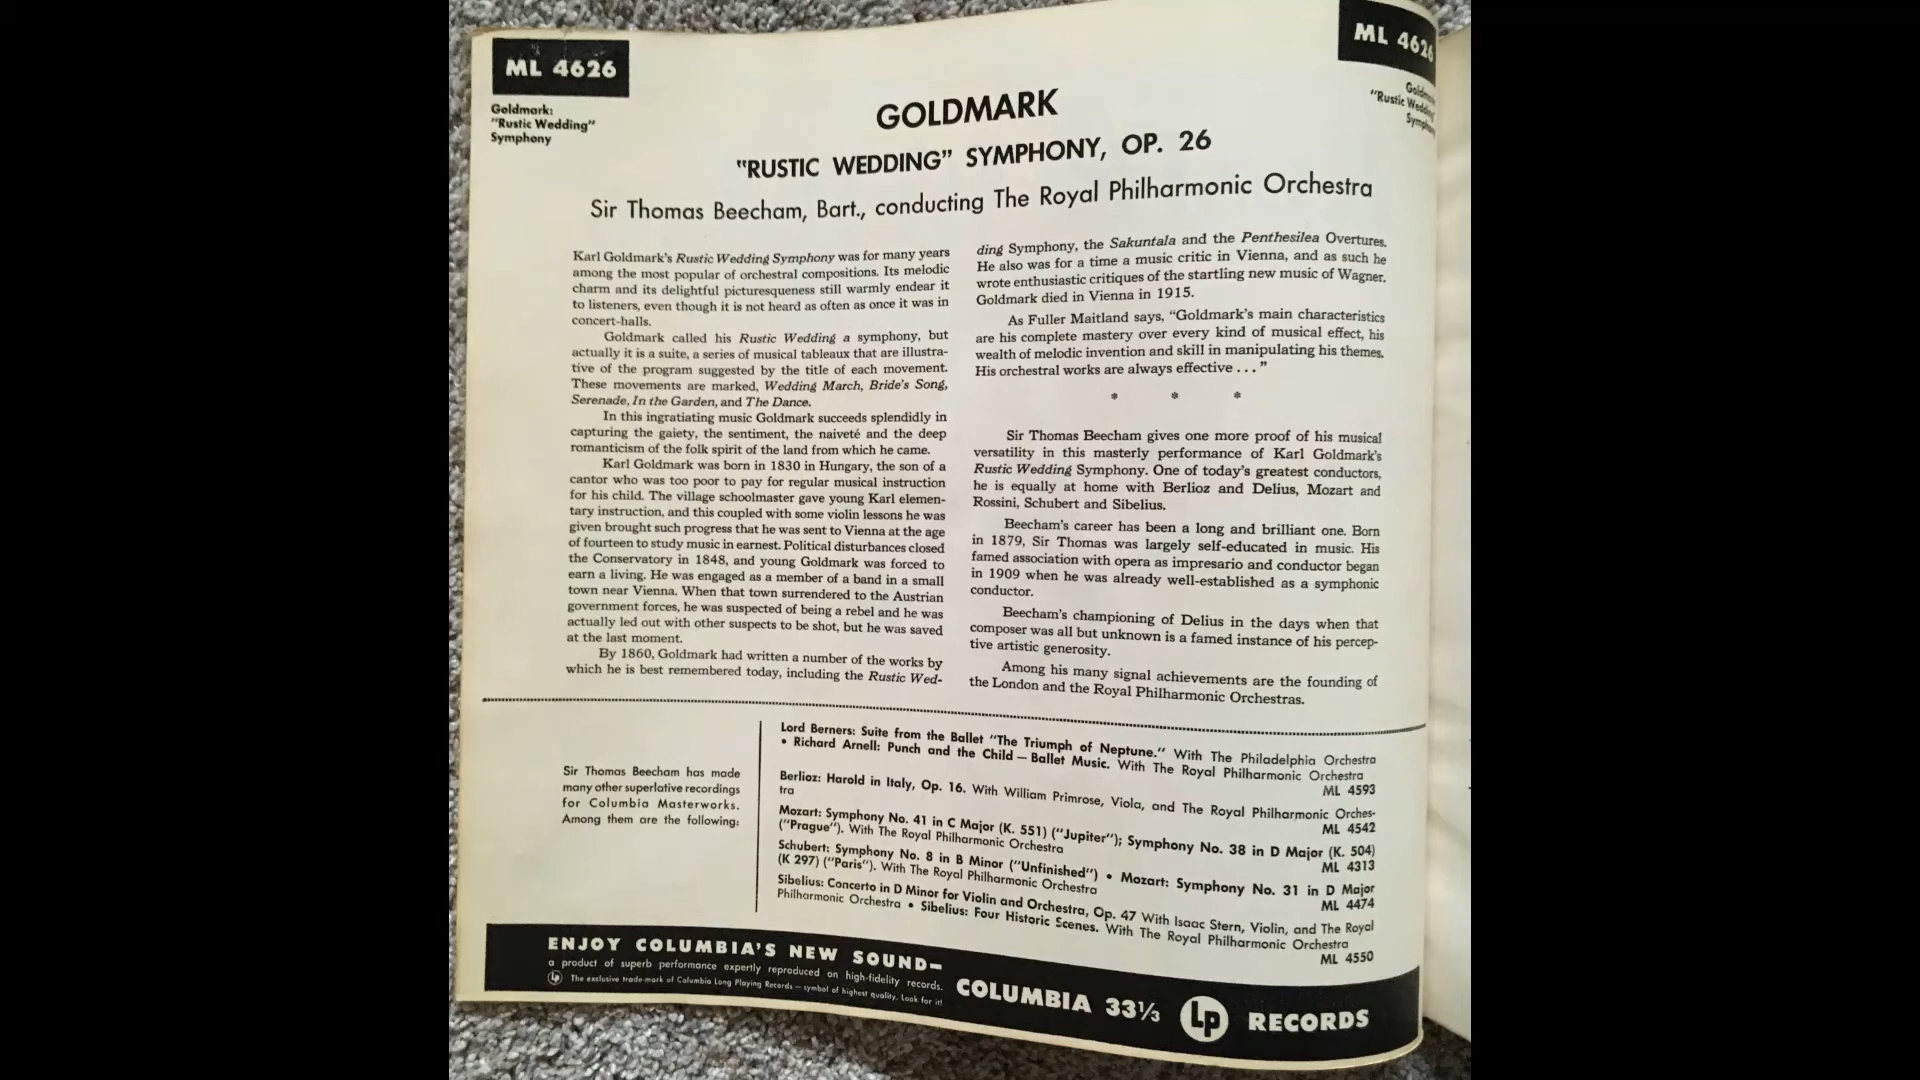 ML 4626
Goldmark:
"Rustic Wedding"
Symphony
ML 4626
Goldmark:
"Rustic Wedding"
Symphony
GOLDMARK
"RUSTIC WEDDING" SYMPHONY, OP. 26
Sir Thomas Beecham, Bart., conducting The Royal Philharmonic Orchestra
Karl Goldmark's Rustic Wedding Symphony was for many years
among the most popular of orchestral compositions. Its melodic
charm and its delightful picturesqueness still warmly endear it
to listeners, even though it is not heard as often as once it was in
concert-halls.
Goldmark called his Rustic Wedding a symphony, but
actually it is a suite, a series of musical tableaux that are illustra-
tive of the program suggested by the title of each movement.
These movements are marked, Wedding March, Bride's Song,
Serenade, In the Garden, and The Dance.
In this ingratiating music Goldmark succeeds splendidly in
capturing the gaiety, the sentiment, the naiveté and the deep
romanticism of the folk spirit of the land from which he came.
Karl Goldmark was born in 1830 in Hungary, the son of a
cantor who was too poor to pay for regular musical instruction
for his child. The village schoolmaster gave young Karl elemen-
tary instruction, and this coupled with some violin lessons he was
given brought such progress that he was sent to Vienna at the age
of fourteen to study music in earnest. Political disturbances closed
the Conservatory in 1848, and young Goldmark was forced to
earn a living. He was engaged as a member of a band in a small
town near Vienna. When that town surrendered to the Austrian
government forces, he was suspected of being a rebel and he was
actually led out with other suspects to be shot, but he was saved
at the last moment.
By 1860, Goldmark had written a number of the works by
which he is best remembered today, including the Rustic Wed-
ding Symphony, the Sakuntala and the Penthesilea Overtures.
He also was for a time a music critic in Vienna, and as such he
wrote enthusiastic critiques of the startling new music of Wagner.
Goldmark died in Vienna in 1915.
As Fuller Maitland says, "Goldmark's main characteristics
are his complete mastery over every kind of musical effect, his
wealth of melodic invention and skill in manipulating his themes.
His orchestral works are always effective . . . "
* * *
Sir Thomas Beecham gives one more proof of his musical
versatility in this masterly performance of Karl Goldmark's
Rustic Wedding Symphony. One of today's greatest conductors,
he is equally at home with Berlioz and Delius, Mozart and
Rossini, Schubert and Sibelius.
Beecham's career has been a long and brilliant one. Born
in 1879, Sir Thomas was largely self-educated in music. His
famed association with opera as impresario and conductor began
in 1909 when he was already well-established as a symphonic
conductor.
Beecham's championing of Delius in the days when that
composer was all but unknown is a famed instance of his percep-
tive artistic generosity.
Among his many signal achievements are the founding of
the London and the Royal Philharmonic Orchestras.
Sir Thomas Beecham has made
many other superlative recordings
for Columbia Masterworks.
Among them are the following:
Lord Berners: Suite from the Ballet "The Triumph of Neptune." With The Philadelphia Orchestra
• Richard Arnell: Punch and the Child — Ballet Music. With The Royal Philharmonic Orchestra
ML 4593
Berlioz: Harold in Italy, Op. 16. With William Primrose, Viola, and The Royal Philharmonic Orches-
tra
ML 4542
Mozart: Symphony No. 41 in C Major (K. 551) ("Jupiter"); Symphony No. 38 in D Major (K. 504)
("Prague"). With The Royal Philharmonic Orchestra
ML 4313
Schubert: Symphony No. 8 in B Minor ("Unfinished") • Mozart: Symphony No. 31 in D Major
(K 297) ("Paris"). With The Royal Philharmonic Orchestra
ML 4474
Sibelius: Concerto in D Minor for Violin and Orchestra, Op. 47 With Isaac Stern, Violin, and The Royal
Philharmonic Orchestra • Sibelius: Four Historic Scenes. With The Royal Philharmonic Orchestra
ML 4550
ENJOY COLUMBIA'S NEW SOUND—
a product of superb performance expertly reproduced on high-fidelity records.
LP The exclusive trade-mark of Columbia Long Playing Records — symbol of highest quality. Look for it!
COLUMBIA 33⅓ LP RECORDS